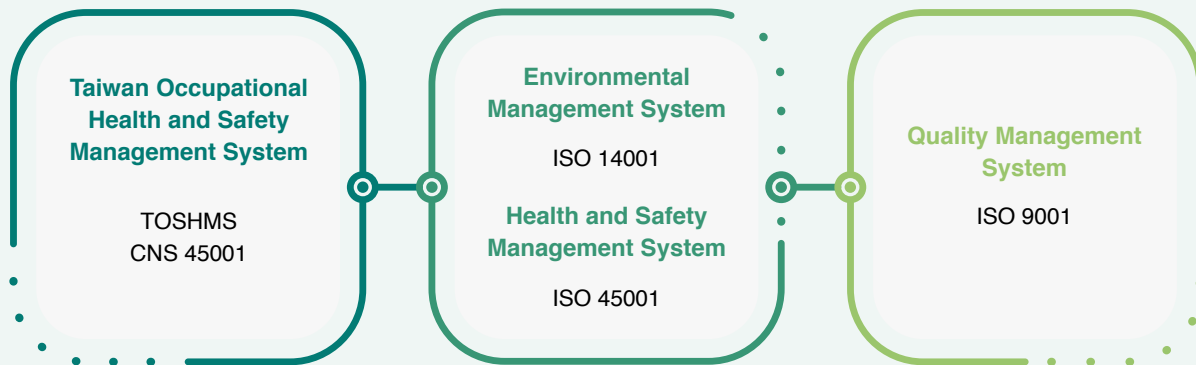 Taiwan Occupational
Health and Safety
Management System
TOSHMS
CNS 45001
Environmental
Management System
ISO 14001
Health and Safety
Management System
ISO 45001
Quality Management
System
ISO 9001